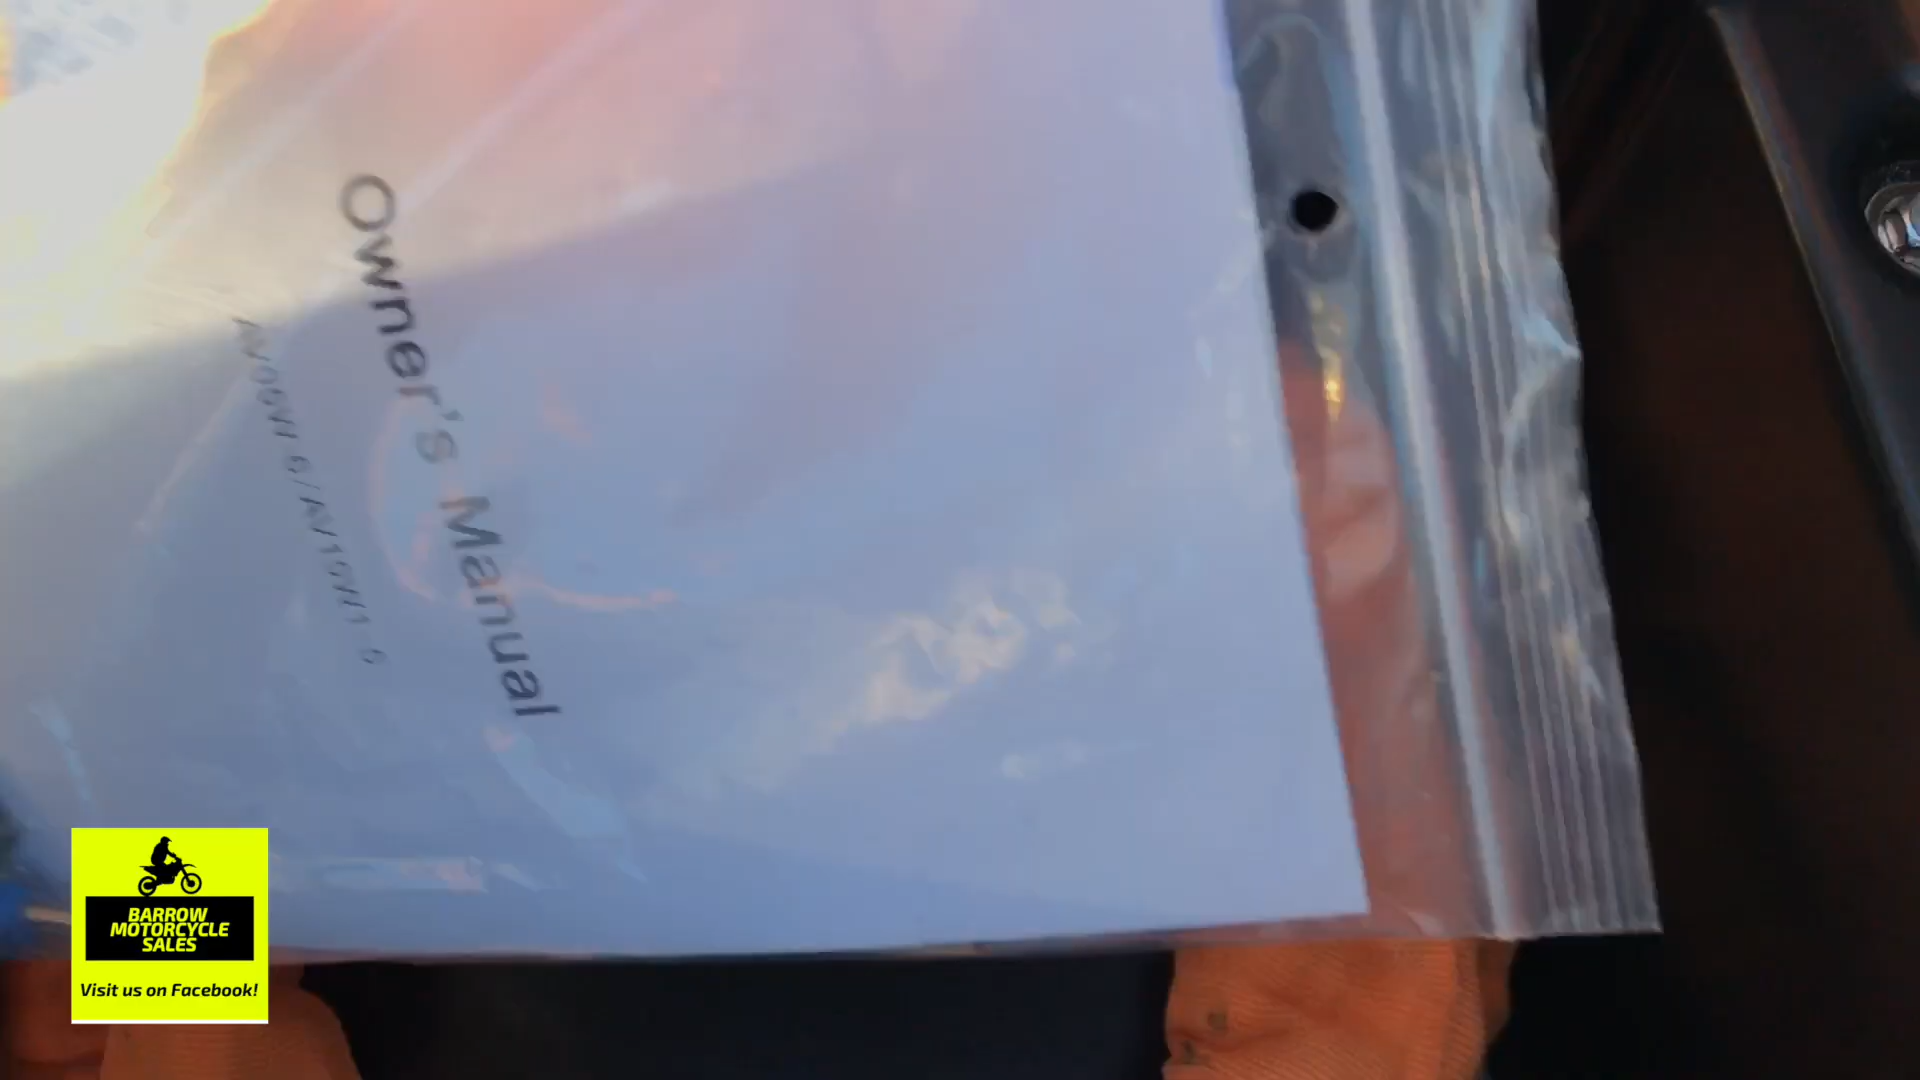 Owner's Manual
BARROW
MOTORCYCLE
SALES
Visit us on Facebook!